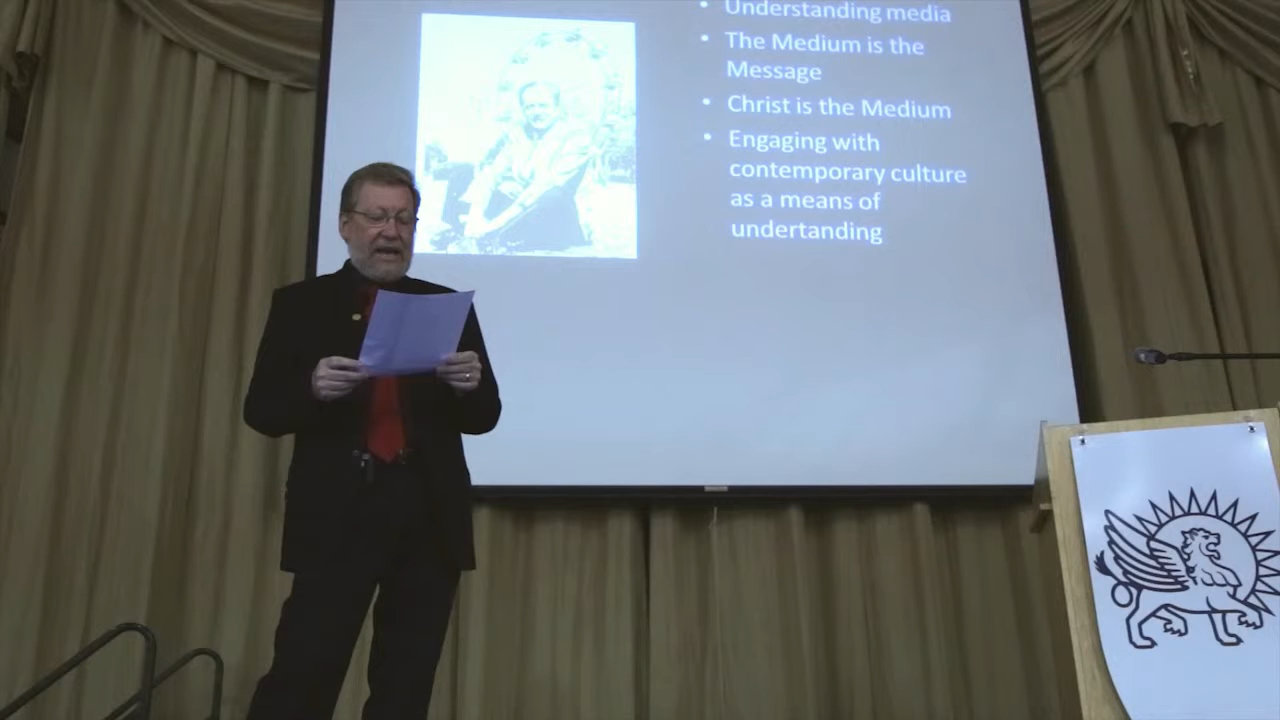 • Understanding media
• The Medium is the
Message
• Christ is the Medium
• Engaging with
contemporary culture
as a means of
undertanding